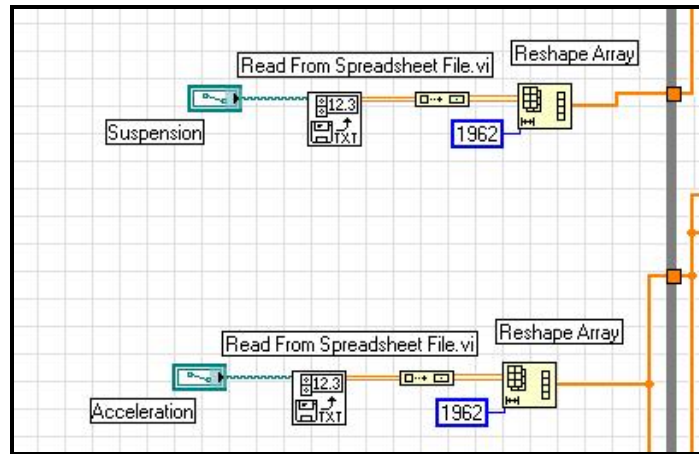 Reshape Array
Read From Spreadsheet File.vi
12.3
TXT
Suspension
1962
Reshape Array
Read From Spreadsheet File.vi
12.3
TXT
Acceleration
1962